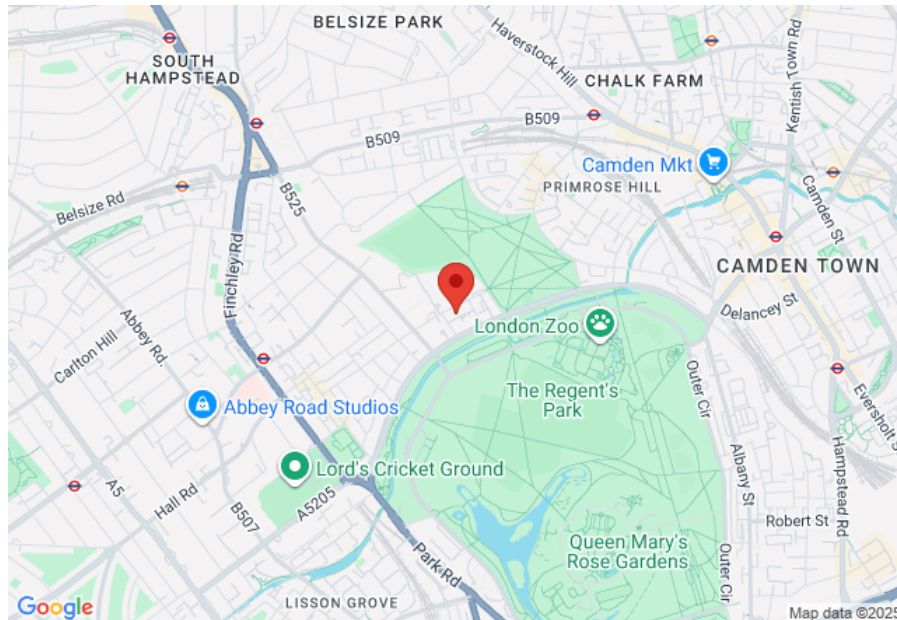 BELSIZE PARK
SOUTH
HAMPSTEAD
Haverstock Hill
CHALK FARM
Kentish Town Rd
B509
B509
Camden Mkt
PRIMROSE HILL
B525
Belsize Rd
Camden St
Finchley Rd
CAMDEN TOWN
Delancey St
London Zoo
Abbey Rd.
Carlton Hill
The Regent's
Park
Outer Cir
Abbey Road Studios
Eversholt S
Lord's Cricket Ground
Albany St
Hampstead Rd
A5
Hall Rd
A5205
B507
Robert St
Queen Mary's
Rose Gardens
Park Rd
Outer Cir
LISSON GROVE
Google
Map data ©2025